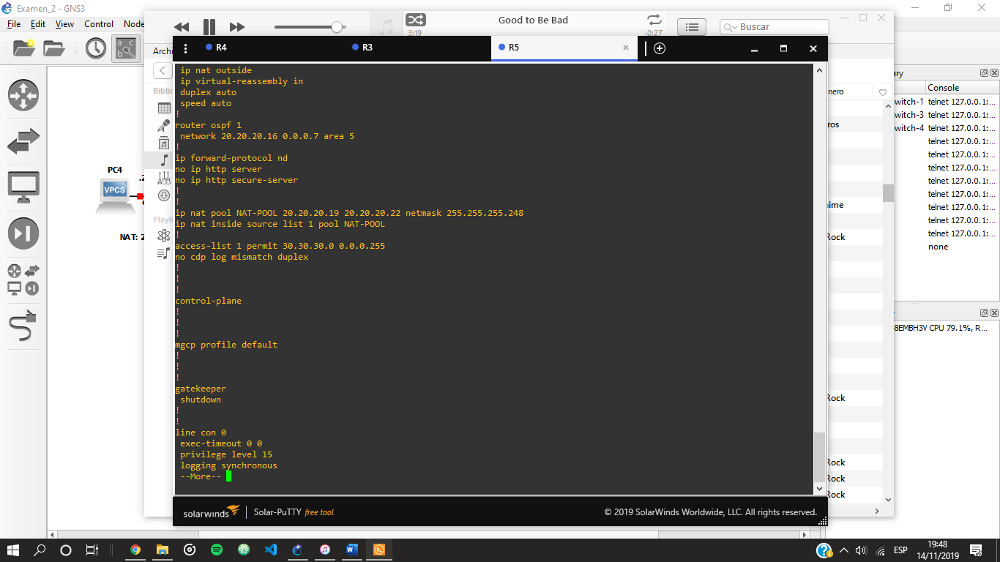 Examen_2 - GNS3
File Edit View Control Node
Good to Be Bad
3:19
-0:27
Buscar
Archi
R4
R3
R5
Biblic
Playli
PC4
VPCS
.2
e
NAT: 2
ip nat outside
ip virtual-reassembly in
duplex auto
speed auto
!
router ospf 1
network 20.20.20.16 0.0.0.7 area 5
!
ip forward-protocol nd
no ip http server
no ip http secure-server
!
!
ip nat pool NAT-POOL 20.20.20.19 20.20.20.22 netmask 255.255.255.248
ip nat inside source list 1 pool NAT-POOL
!
access-list 1 permit 30.30.30.0 0.0.0.255
no cdp log mismatch duplex
!
!
!
control-plane
!
!
!
mgcp profile default
!
!
!
gatekeeper
shutdown
!
!
line con 0
exec-timeout 0 0
privilege level 15
logging synchronous
--More--
solarwinds Solar-PuTTY free tool
© 2019 SolarWinds Worldwide, LLC. All rights reserved.
nero
ros
ime
Rock
Rock
Rock
Rock
Rock
ary
Console
switch-1 telnet 127.0.0.1:...
switch-3 telnet 127.0.0.1:...
switch-4 telnet 127.0.0.1:...
telnet 127.0.0.1:...
telnet 127.0.0.1:...
telnet 127.0.0.1:...
telnet 127.0.0.1:...
telnet 127.0.0.1:...
telnet 127.0.0.1:...
telnet 127.0.0.1:...
telnet 127.0.0.1:...
none
8EMBH3V CPU 79.1%, R...
ESP
19:48
14/11/2019